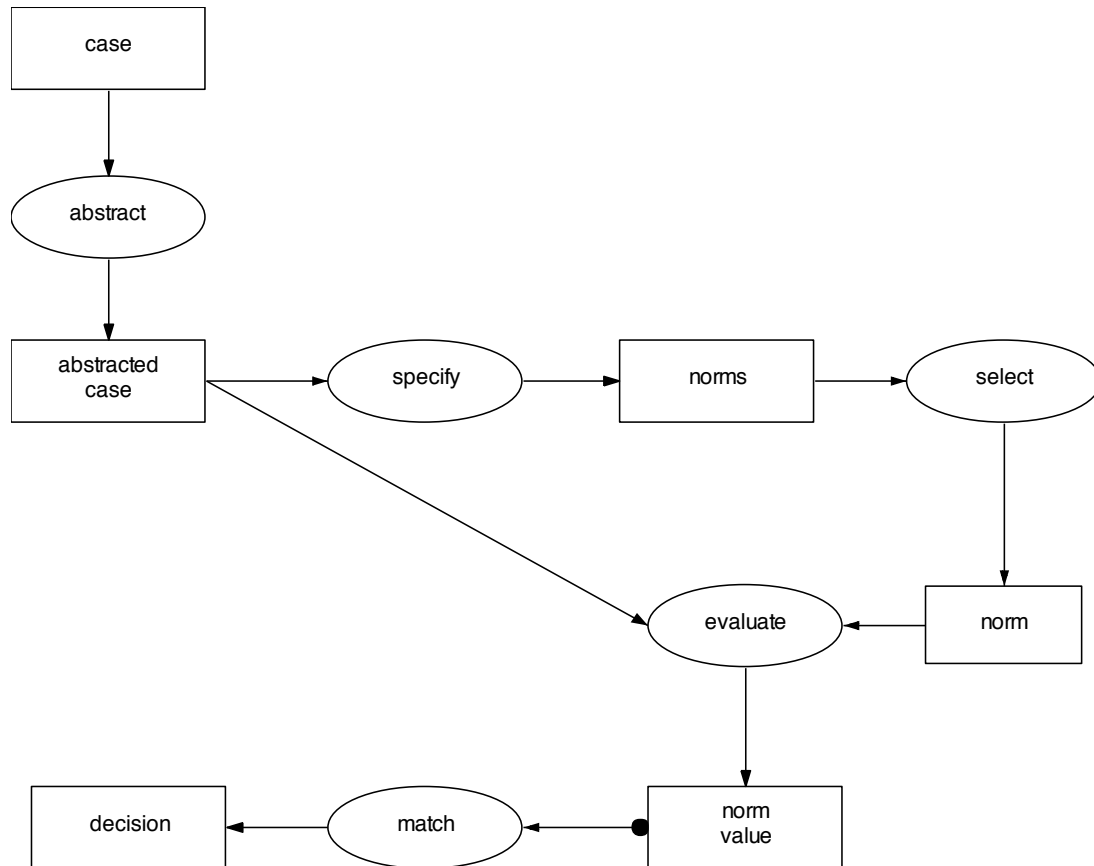 case
abstract
abstracted
case
specify
norms
select
evaluate
norm
decision
match
norm
value